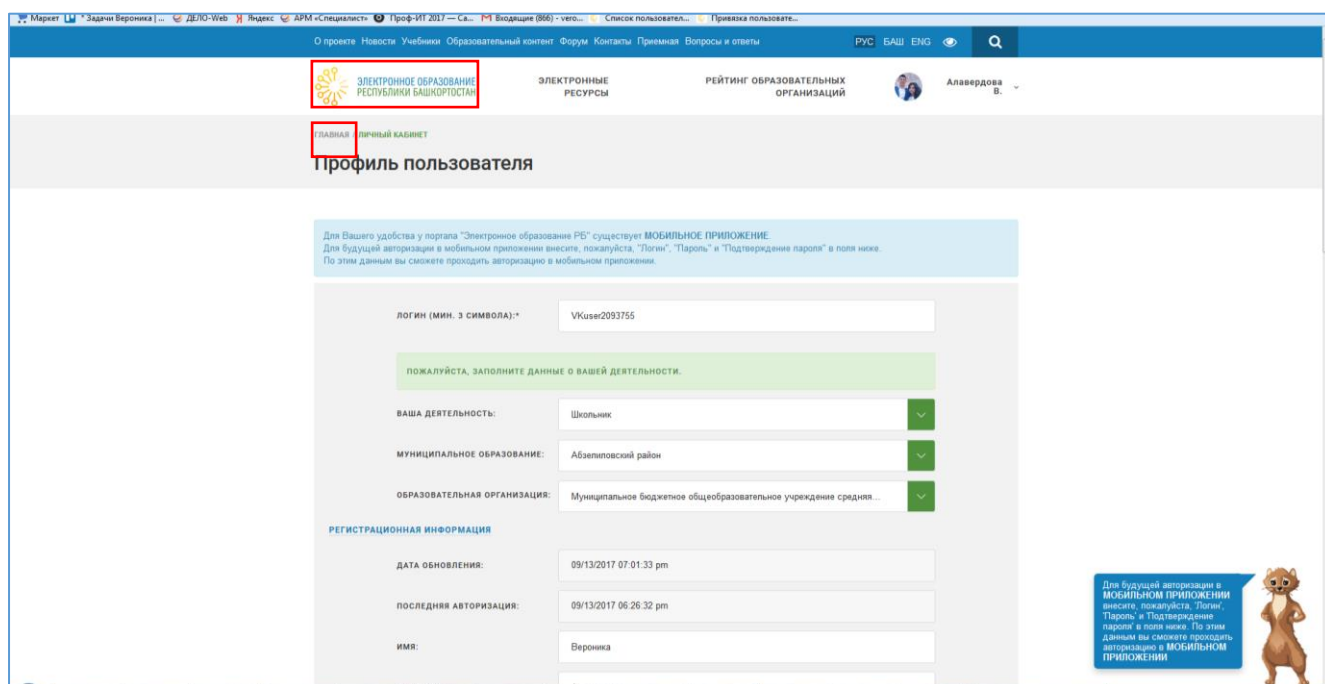 Маркет * Задачи Вероника | ... ДЕЛО-Web Яндекс АРМ «Специалист» Проф-ИТ 2017 — Са... Входящие (866) - vero... Список пользовател... Привязка пользовате...
О проекте Новости Учебники Образовательный контент Форум Контакты Приемная Вопросы и ответы РУС БАШ ENG
ЭЛЕКТРОННОЕ ОБРАЗОВАНИЕ
РЕСПУБЛИКИ БАШКОРТОСТАН
ЭЛЕКТРОННЫЕ
РЕСУРСЫ
РЕЙТИНГ ОБРАЗОВАТЕЛЬНЫХ
ОРГАНИЗАЦИЙ
Алавердова
В.
ГЛАВНАЯ / ЛИЧНЫЙ КАБИНЕТ
Профиль пользователя
Для Вашего удобства у портала "Электронное образование РБ" существует МОБИЛЬНОЕ ПРИЛОЖЕНИЕ
Для будущей авторизации в мобильном приложении внесите, пожалуйста, "Логин", "Пароль" и "Подтверждение пароля" в поля ниже.
По этим данным вы сможете проходить авторизацию в мобильном приложении.
ЛОГИН (МИН. 3 СИМВОЛА):* VKuser2093755
ПОЖАЛУЙСТА, ЗАПОЛНИТЕ ДАННЫЕ О ВАШЕЙ ДЕЯТЕЛЬНОСТИ.
ВАША ДЕЯТЕЛЬНОСТЬ: Школьник
МУНИЦИПАЛЬНОЕ ОБРАЗОВАНИЕ: Абзелиловский район
ОБРАЗОВАТЕЛЬНАЯ ОРГАНИЗАЦИЯ: Муниципальное бюджетное общеобразовательное учреждение средняя...
РЕГИСТРАЦИОННАЯ ИНФОРМАЦИЯ
ДАТА ОБНОВЛЕНИЯ: 09/13/2017 07:01:33 pm
ПОСЛЕДНЯЯ АВТОРИЗАЦИЯ: 09/13/2017 06:26:32 pm
ИМЯ: Вероника
Для будущей авторизации в
МОБИЛЬНОМ ПРИЛОЖЕНИИ
внесите, пожалуйста, 'Логин',
'Пароль' и 'Подтверждение
пароля' в поля ниже. По этим
данным вы сможете проходить
авторизацию в МОБИЛЬНОМ
ПРИЛОЖЕНИИ